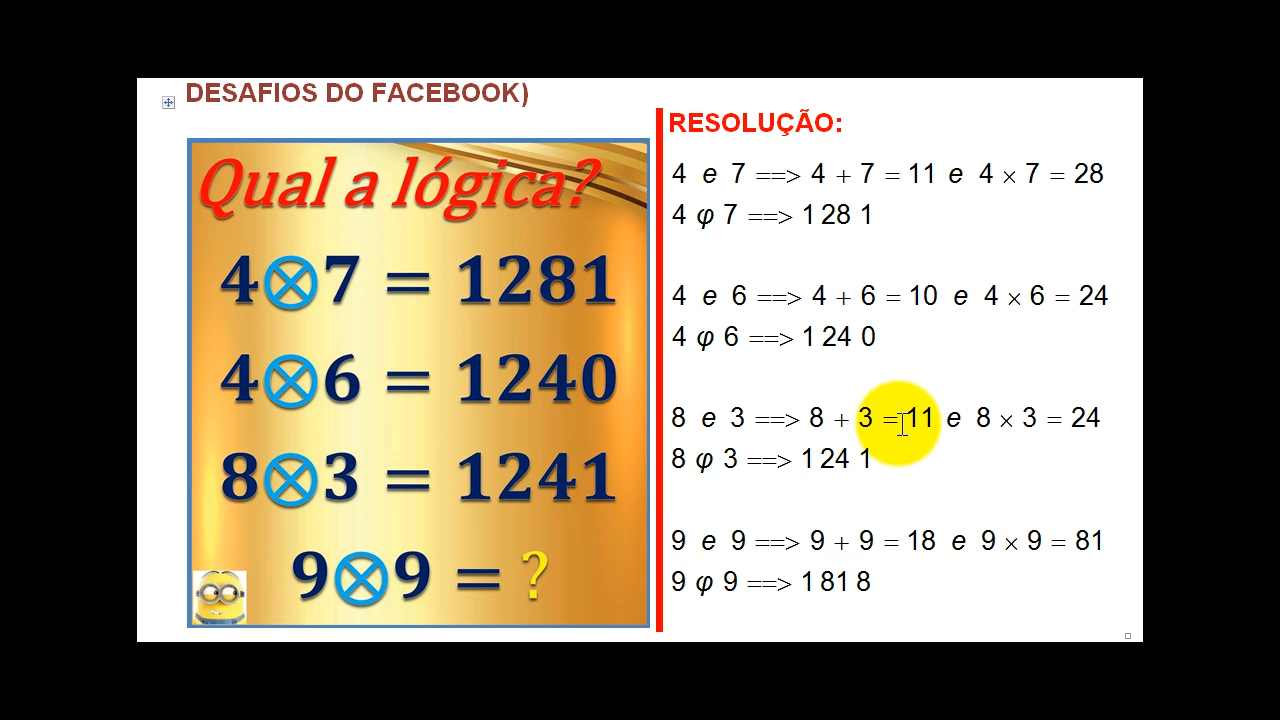 DESAFIOS DO FACEBOOK)
Qual a lógica?
4⊗7 = 1281
4⊗6 = 1240
8⊗3 = 1241
9⊗9 = ?
RESOLUÇÃO:
4 e 7 ==> 4 + 7 = 11 e 4 × 7 = 28
4 φ 7 ==> 1 28 1
4 e 6 ==> 4 + 6 = 10 e 4 × 6 = 24
4 φ 6 ==> 1 24 0
8 e 3 ==> 8 + 3 = 11 e 8 × 3 = 24
8 φ 3 ==> 1 24 1
9 e 9 ==> 9 + 9 = 18 e 9 × 9 = 81
9 φ 9 ==> 1 81 8